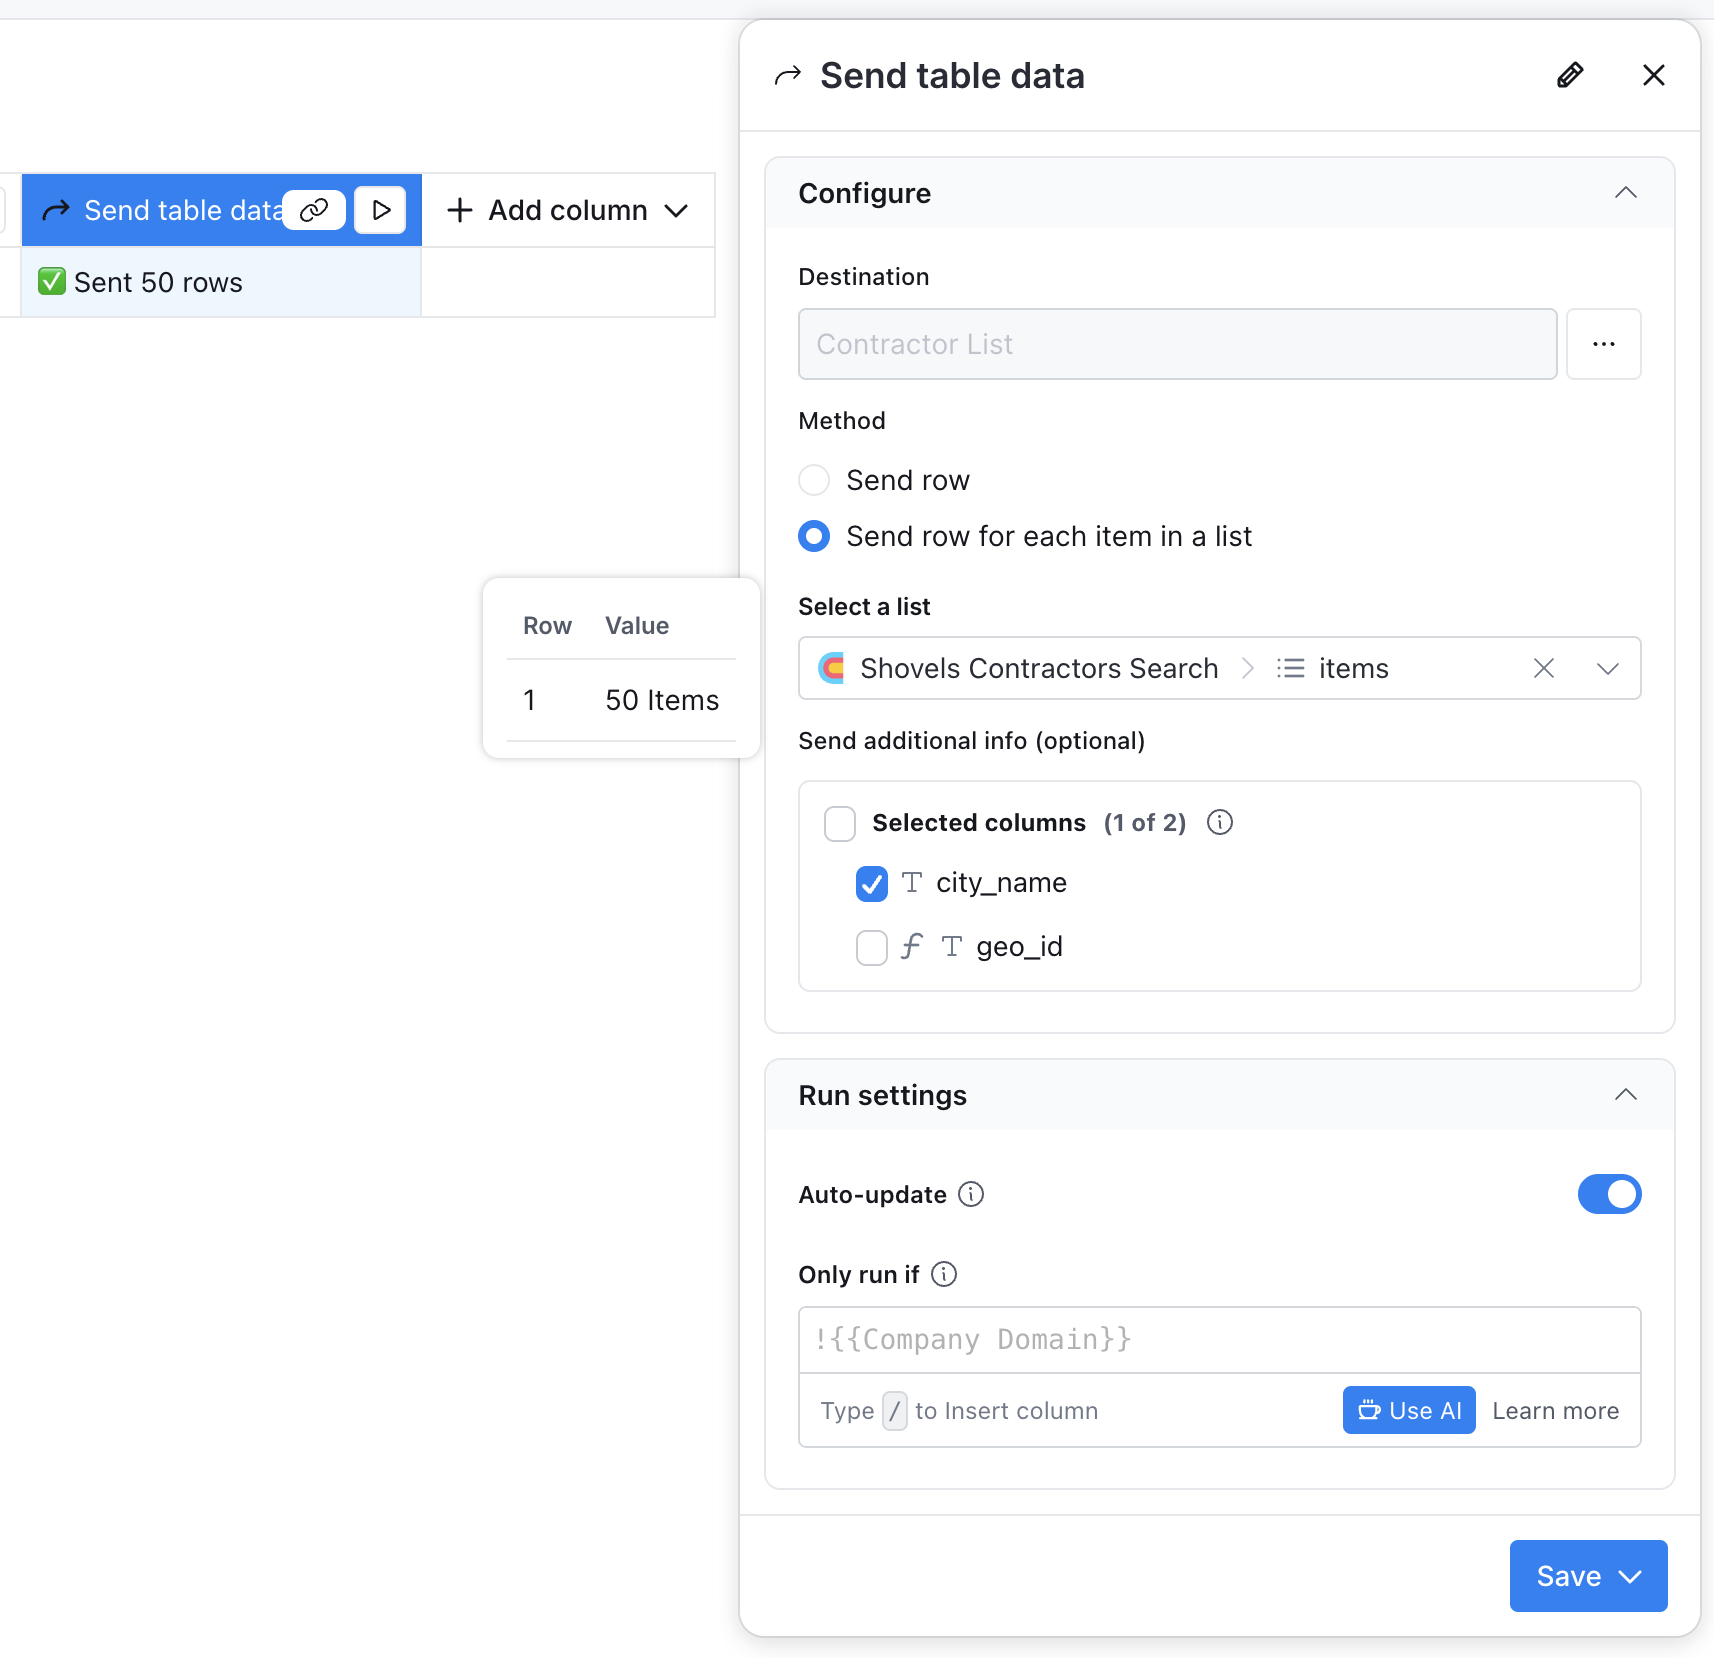 Send table data
Add column
✅ Sent 50 rows
Send table data
Configure
Destination
Contractor List
...
Method
Send row
Send row for each item in a list
Row Value
1 50 Items
Select a list
Shovels Contractors Search > items
Send additional info (optional)
Selected columns (1 of 2)
T city_name
f T geo_id
Run settings
Auto-update
Only run if
!{{Company Domain}}
Type / to Insert column
Use AI
Learn more
Save